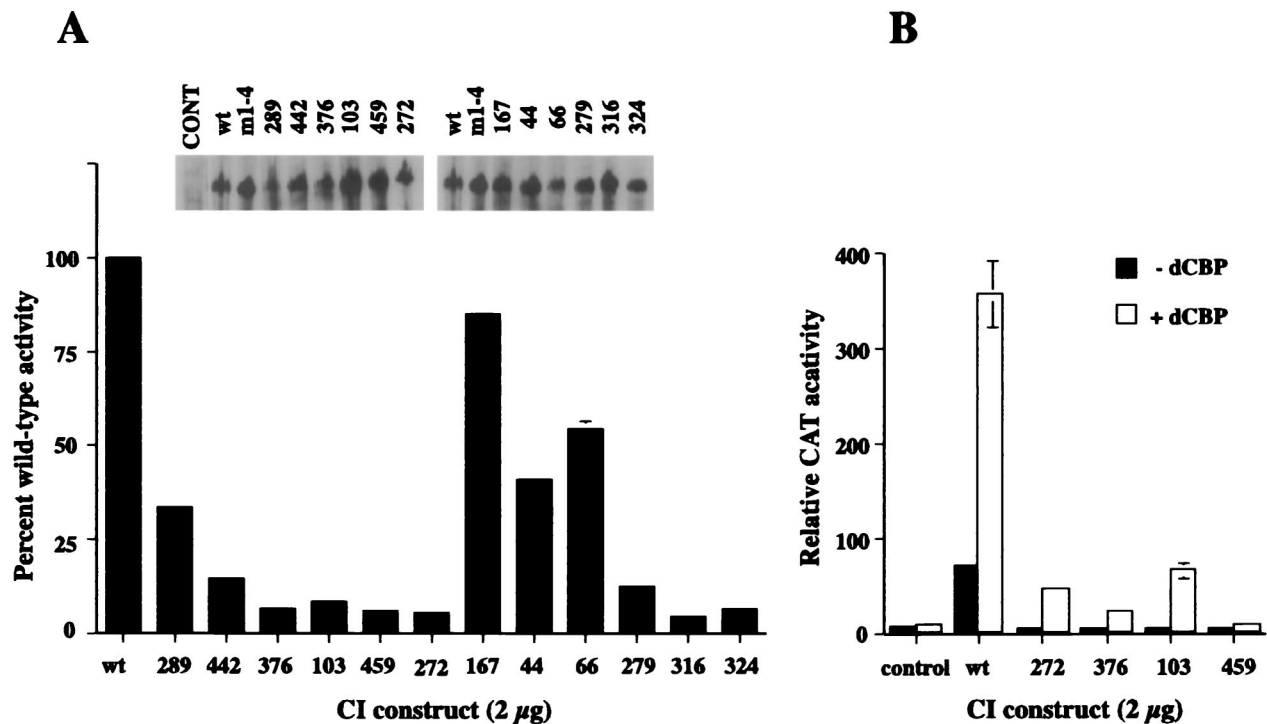 A
CONT
wt
m1-4
289
442
376
103
459
272
wt
m1-4
167
44
66
279
316
324
Percent wild-type activity
100
75
50
25
0
wt 289 442 376 103 459 272 167 44 66 279 316 324
CI construct (2 µg)
B
- dCBP
+ dCBP
Relative CAT acativity
400
300
200
100
0
control wt 272 376 103 459
CI construct (2 µg)